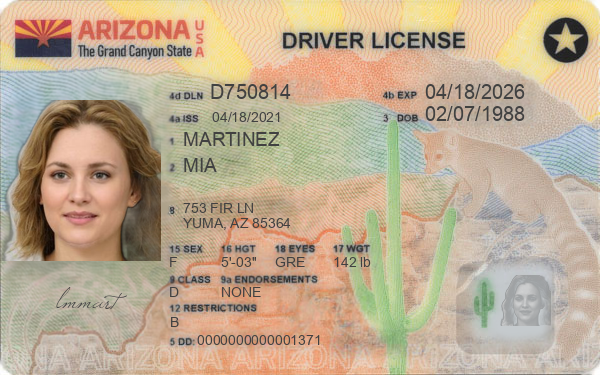 ARIZONA USA
The Grand Canyon State
DRIVER LICENSE
4d DLN D750814
4b EXP 04/18/2026
4a ISS 04/18/2021
3 DOB 02/07/1988
1 MARTINEZ
2 MIA
8 753 FIR LN
YUMA, AZ 85364
15 SEX 16 HGT 18 EYES 17 WGT
F 5'-03" GRE 142 lb
9 CLASS 9a ENDORSEMENTS
D NONE
12 RESTRICTIONS
B
5 DD: 0000000000001371
ARIZONA ARIZONA ARIZONA ARIZONA